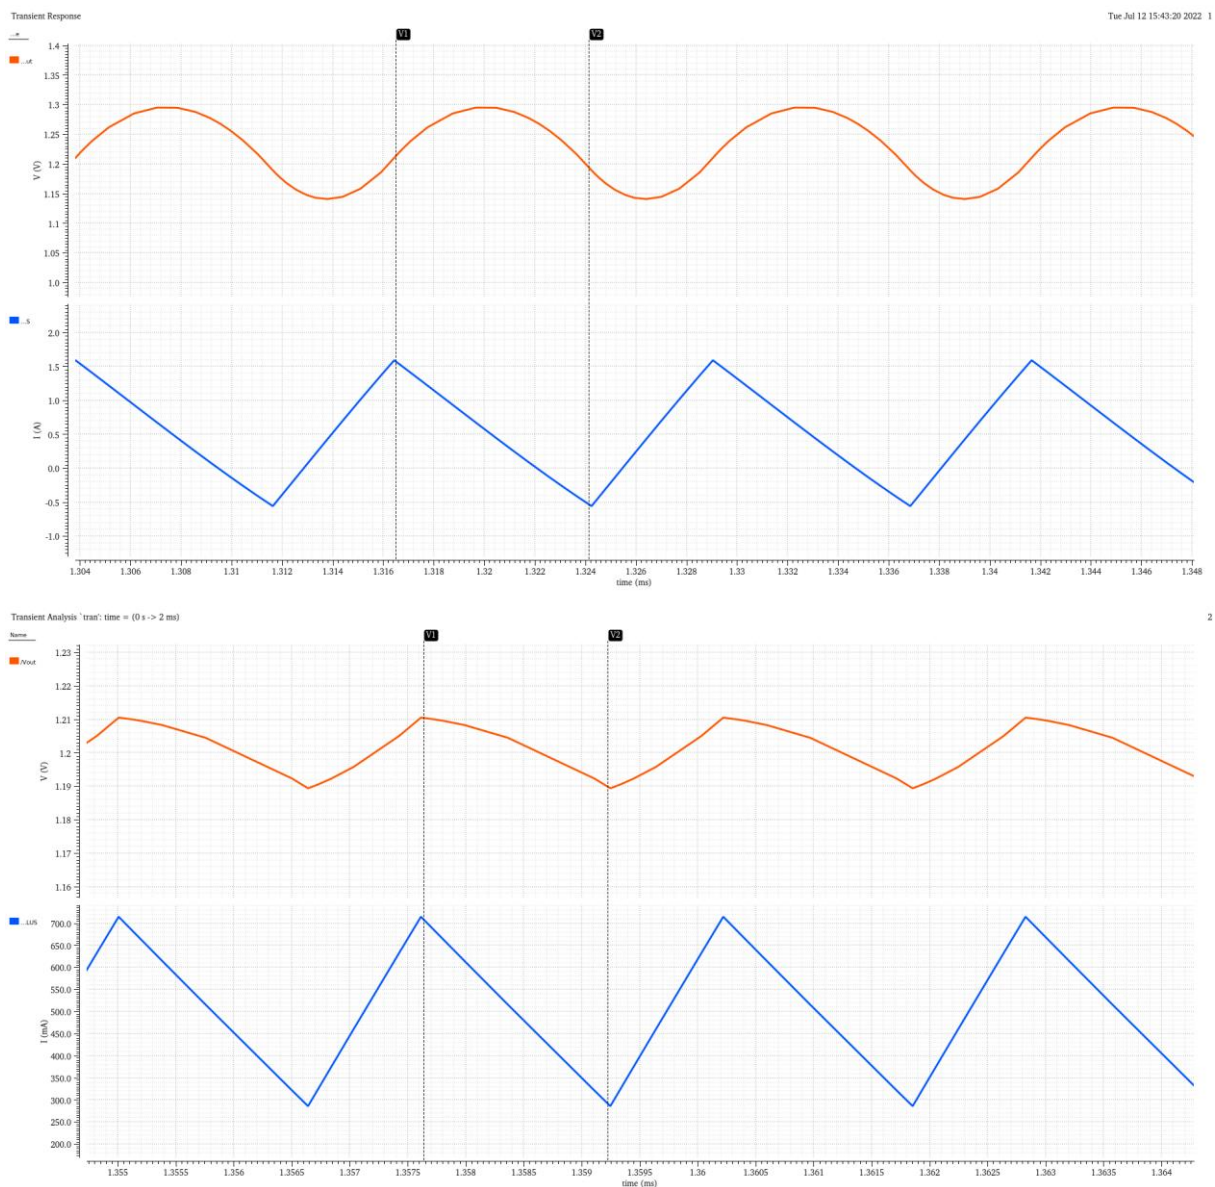 Transient Response
Tue Jul 12 15:43:20 2022 1
...e
...ut
V1
V2
1.4
1.35
1.3
1.25
1.2
1.15
1.1
1.05
1.0
V (V)
...S
2.0
1.5
1.0
0.5
0.0
-0.5
-1.0
I (A)
1.304 1.306 1.308 1.31 1.312 1.314 1.316 1.318 1.32 1.322 1.324 1.326 1.328 1.33 1.332 1.334 1.336 1.338 1.34 1.342 1.344 1.346 1.348
time (ms)
Transient Analysis `tran': time = (0 s -> 2 ms)
2
Name
/Vout
V1
V2
1.23
1.22
1.21
1.2
1.19
1.18
1.17
1.16
V (V)
...LUS
700.0
650.0
600.0
550.0
500.0
450.0
400.0
350.0
300.0
250.0
200.0
I (mA)
1.355 1.3555 1.356 1.3565 1.357 1.3575 1.358 1.3585 1.359 1.3595 1.36 1.3605 1.361 1.3615 1.362 1.3625 1.363 1.3635 1.364
time (ms)